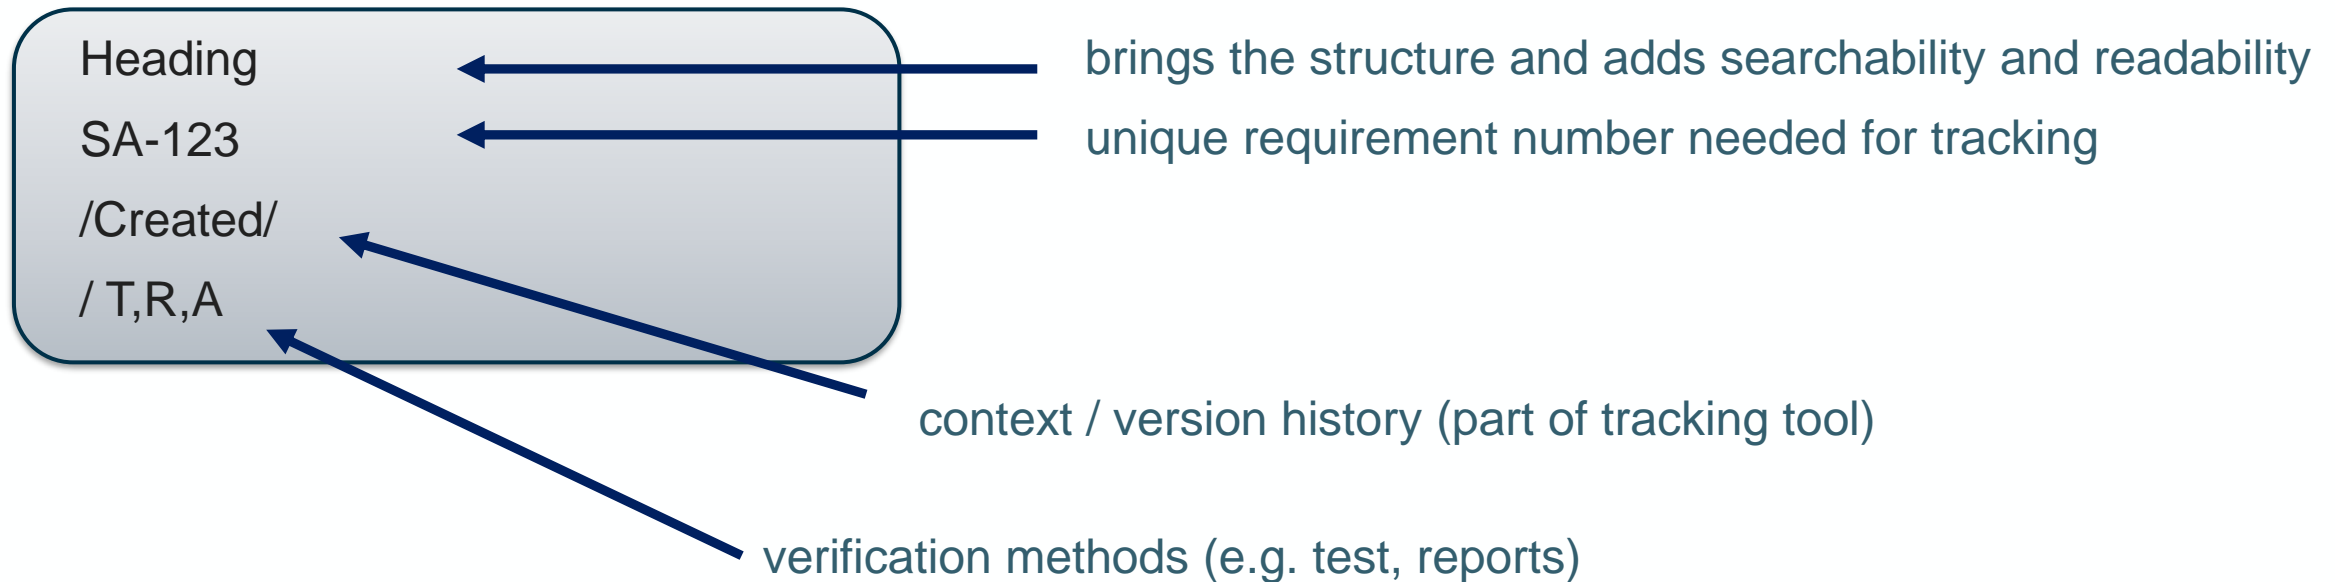 Heading
brings the structure and adds searchability and readability
SA-123
unique requirement number needed for tracking
/Created/
/ T,R,A
context / version history (part of tracking tool)
verification methods (e.g. test, reports)